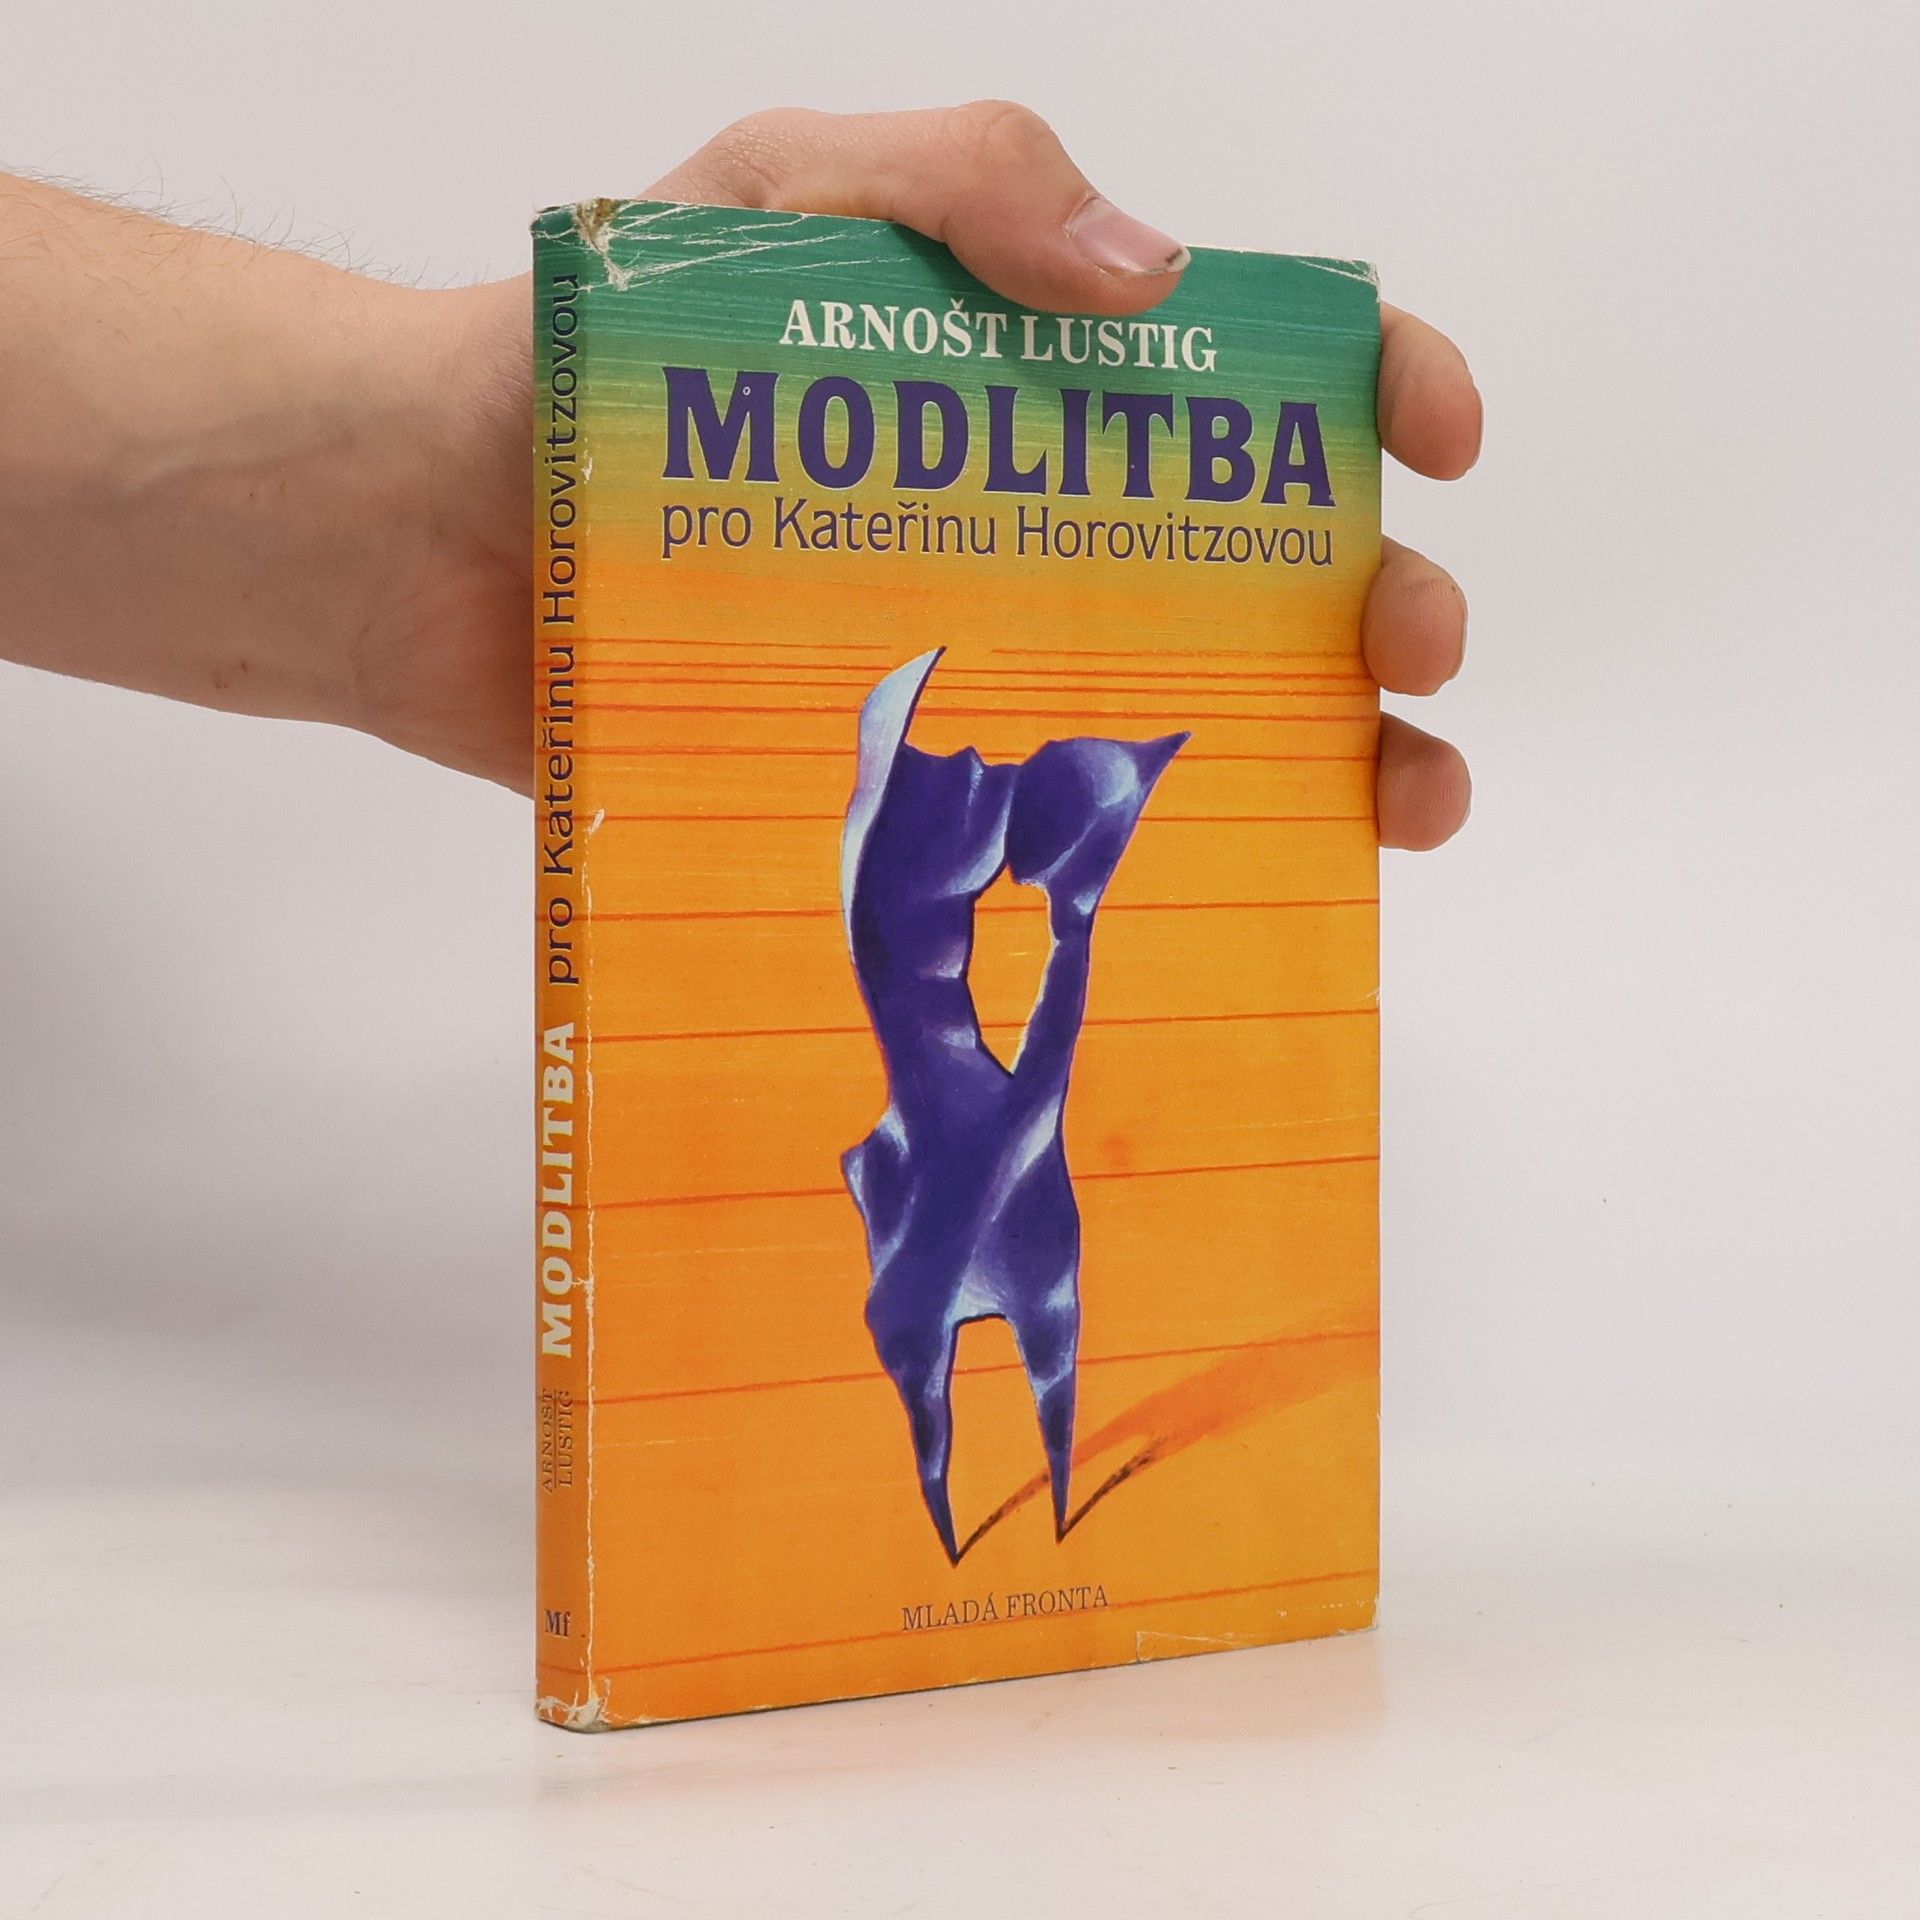 ARNOŠT LUSTIG
MODLITBA
pro Kateřinu Horovitzovou
MLADÁ FRONTA
ARNOŠT
LUSTIG
MODLITBA pro Kateřinu Horovitzovou
Mf